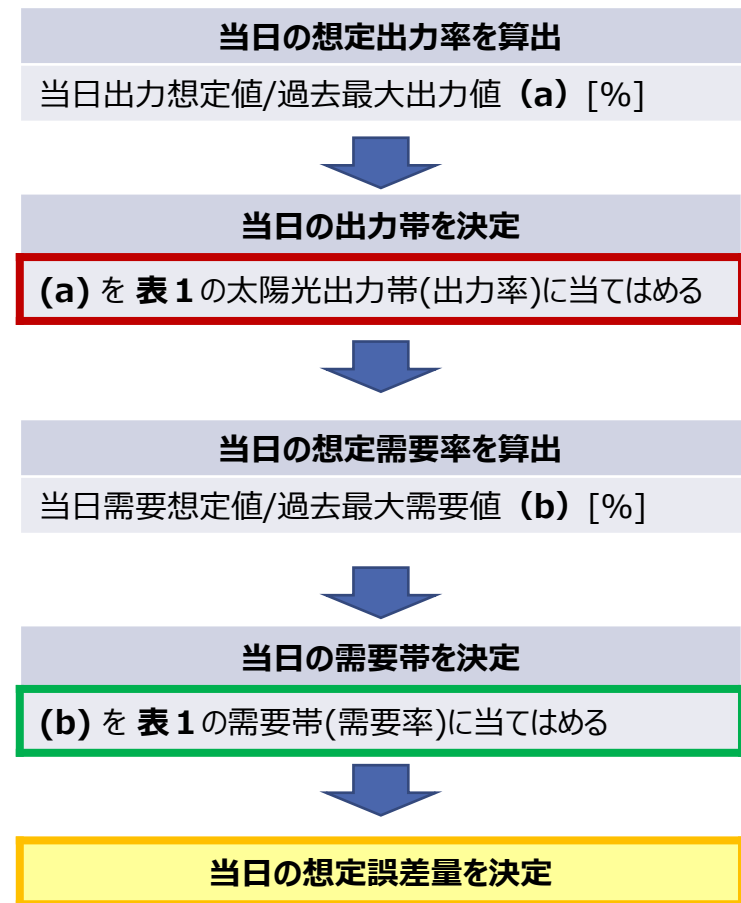 当日の想定出力率を算出
当日出力想定値/過去最大出力値（a）[%]
当日の出力帯を決定
(a) を 表１の太陽光出力帯(出力率)に当てはめる
当日の想定需要率を算出
当日需要想定値/過去最大需要値（b）[%]
当日の需要帯を決定
(b) を 表１の需要帯(需要率)に当てはめる
当日の想定誤差量を決定